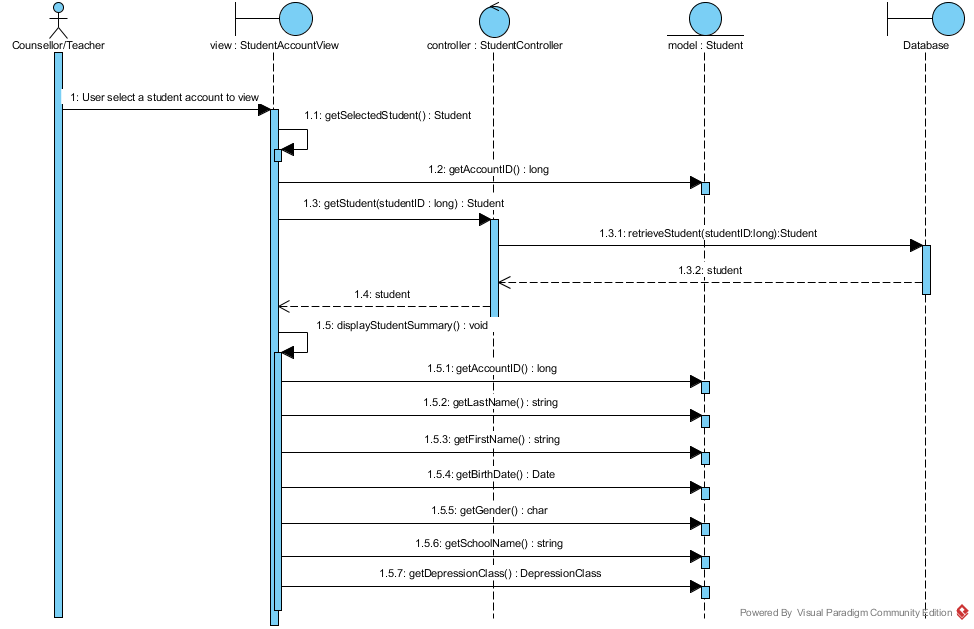 Counsellor/Teacher
view : StudentAccountView
controller : StudentController
model : Student
Database
1: User select a student account to view
1.1: getSelectedStudent() : Student
1.2: getAccountID() : long
1.3: getStudent(studentID : long) : Student
1.3.1: retrieveStudent(studentID:long):Student
1.3.2: student
1.4: student
1.5: displayStudentSummary() : void
1.5.1: getAccountID() : long
1.5.2: getLastName() : string
1.5.3: getFirstName() : string
1.5.4: getBirthDate() : Date
1.5.5: getGender() : char
1.5.6: getSchoolName() : string
1.5.7: getDepressionClass() : DepressionClass
Powered By Visual Paradigm Community Edition